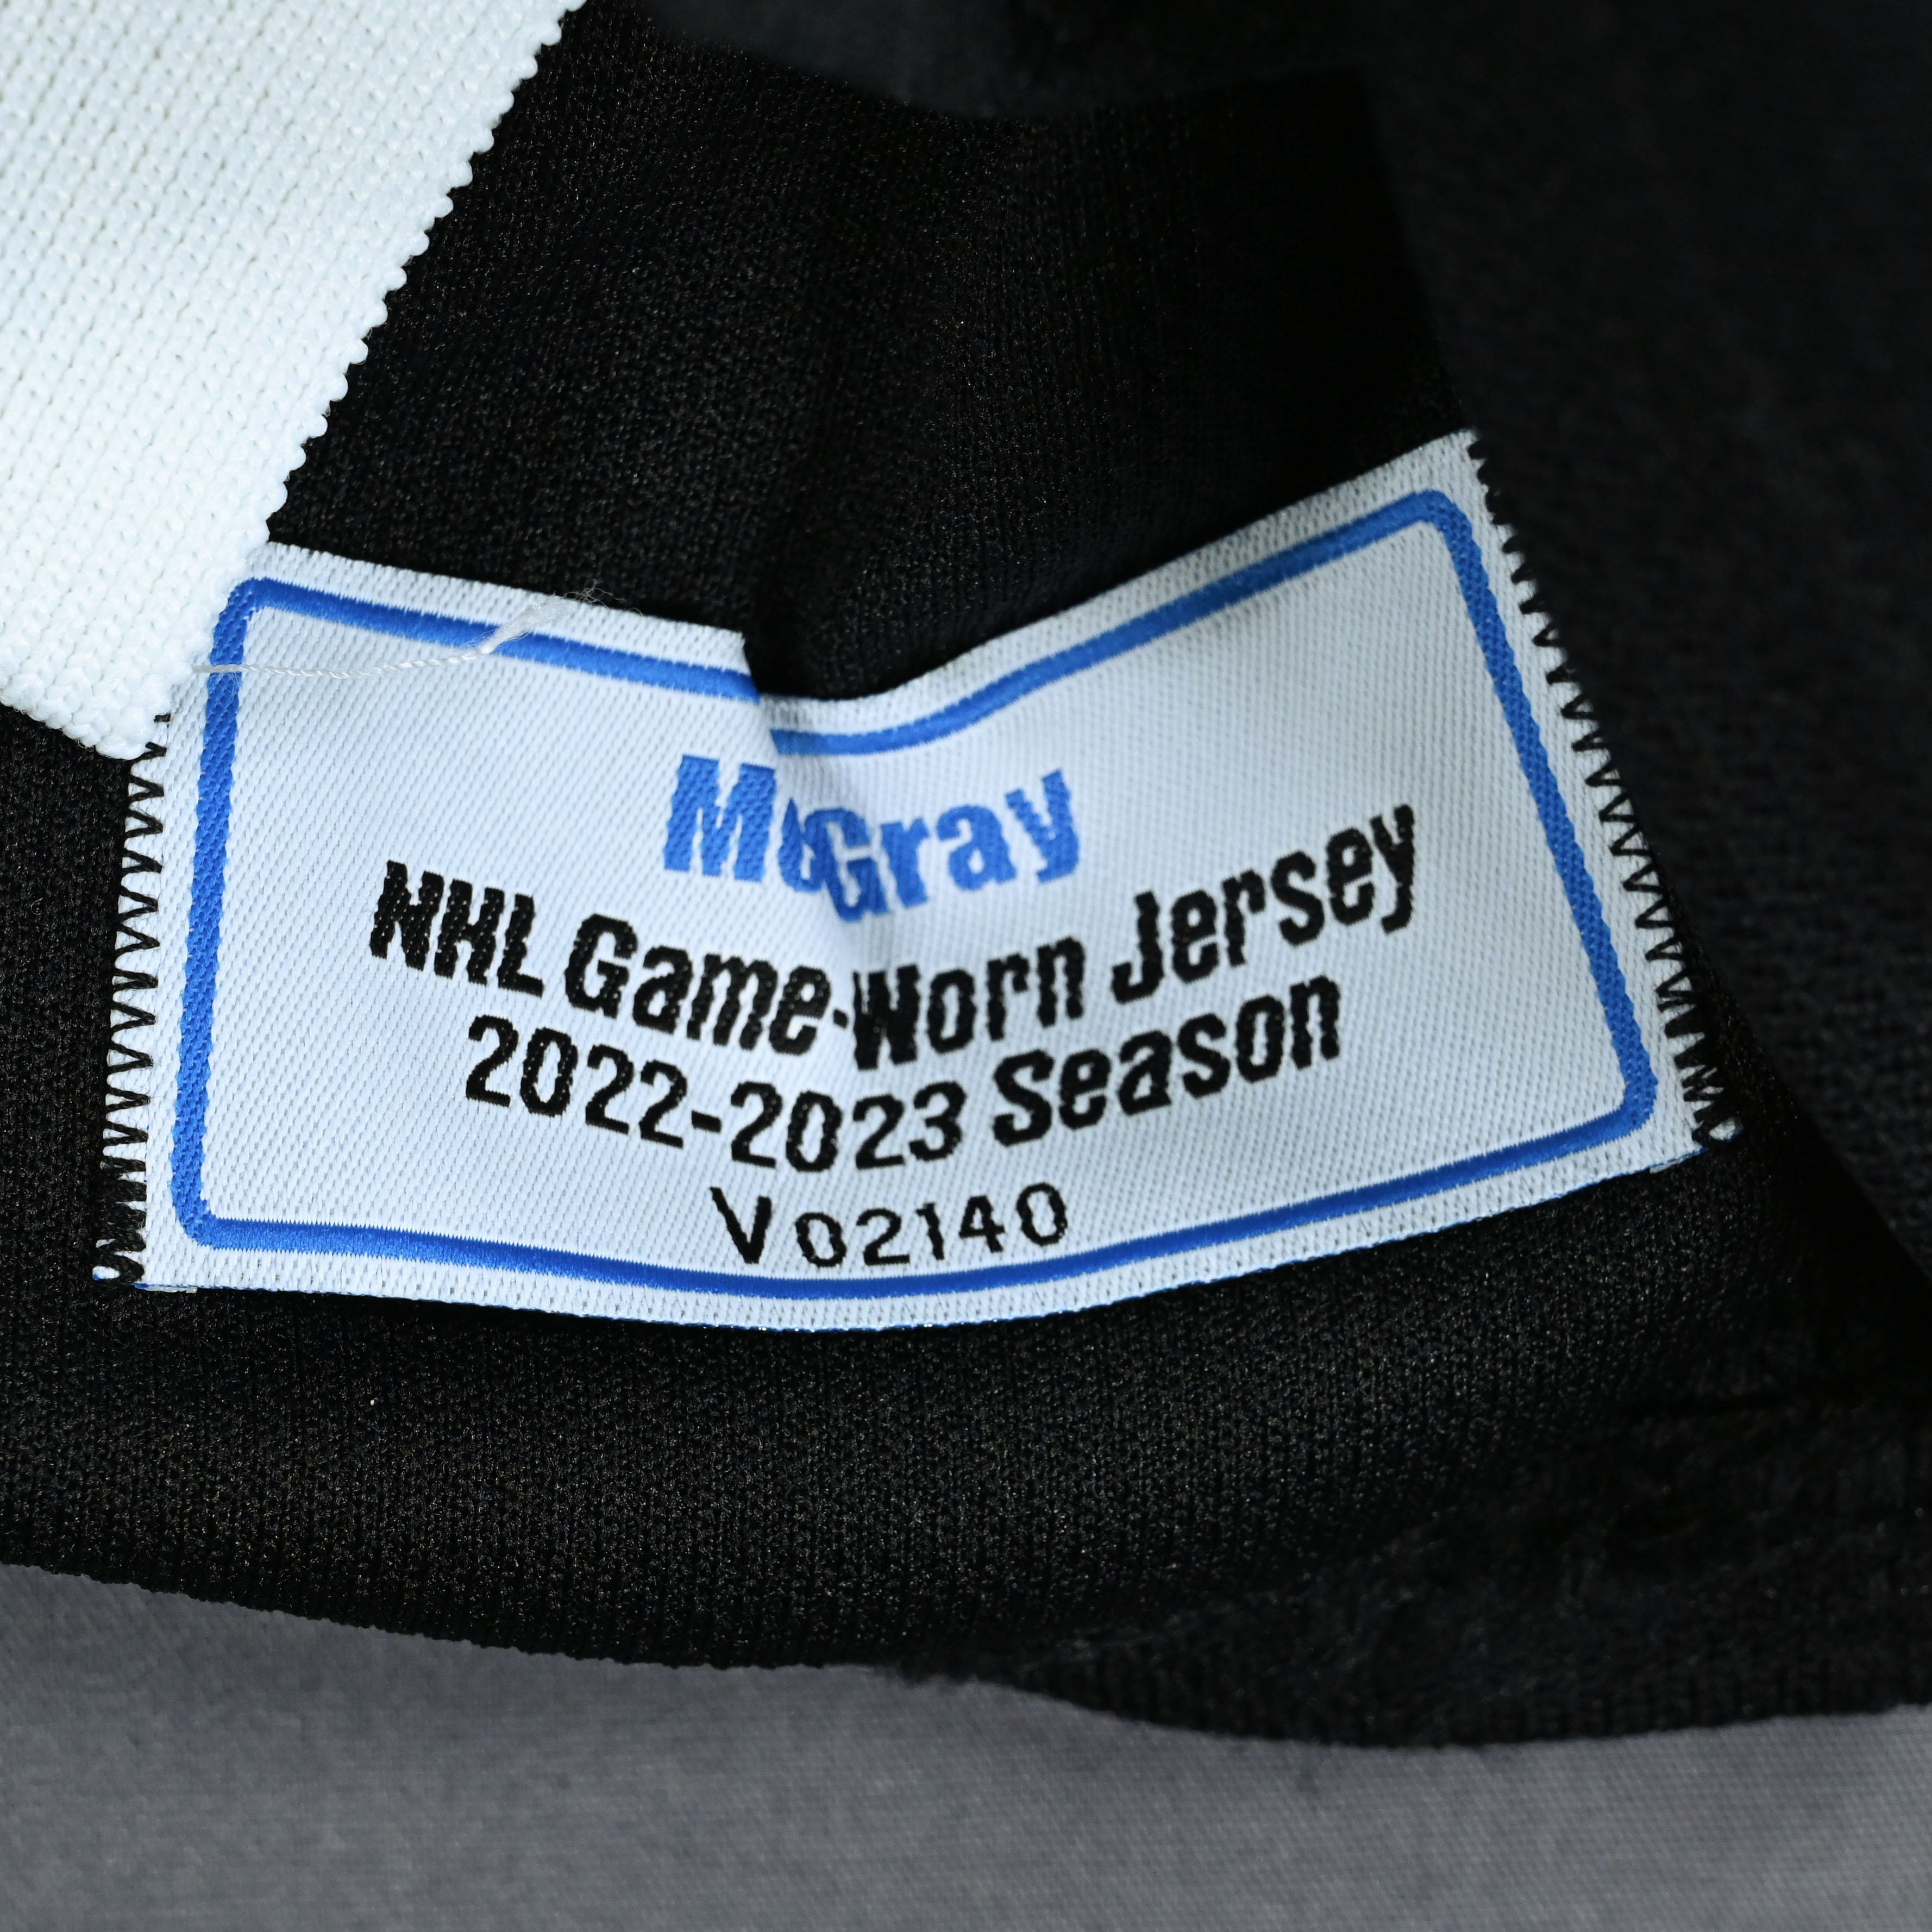 McGray
NHL Game-Worn Jersey
2022-2023 Season
V02140